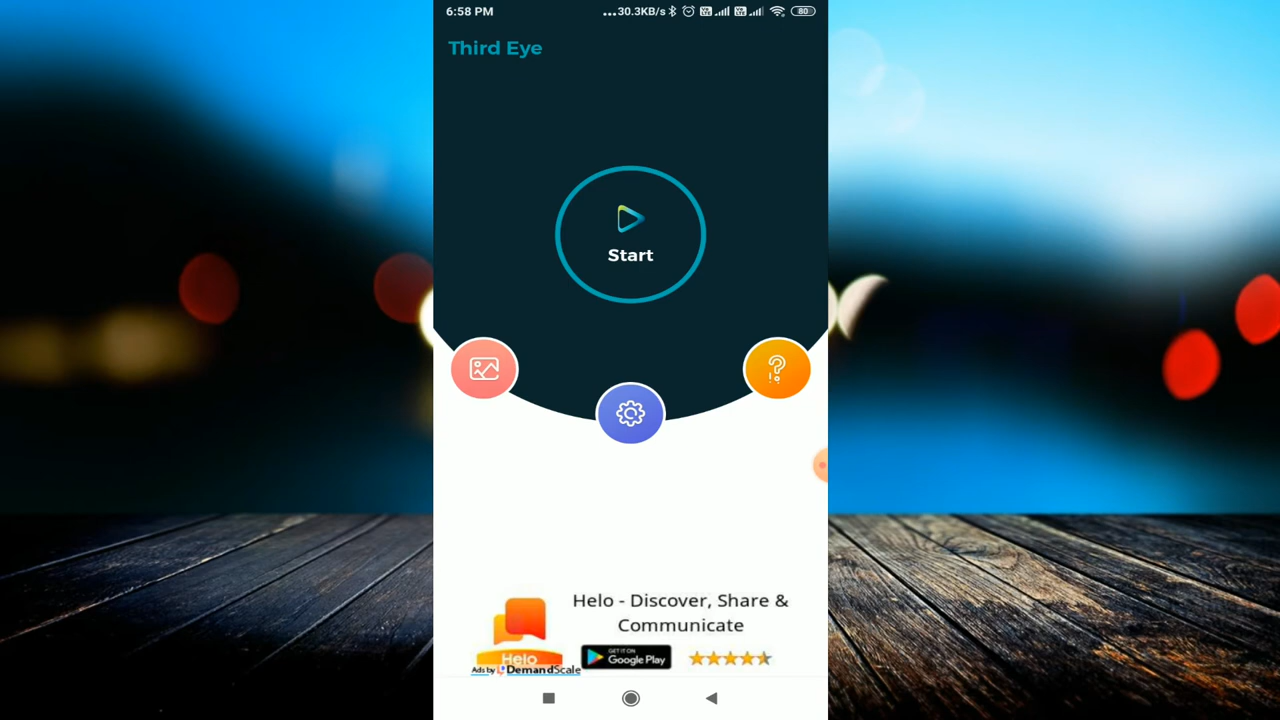 6:58 PM
...30.3KB/s
80
Third Eye
Start
Helo - Discover, Share &
Communicate
Helo
GET IT ON
Google Play
Ads by DemandScale